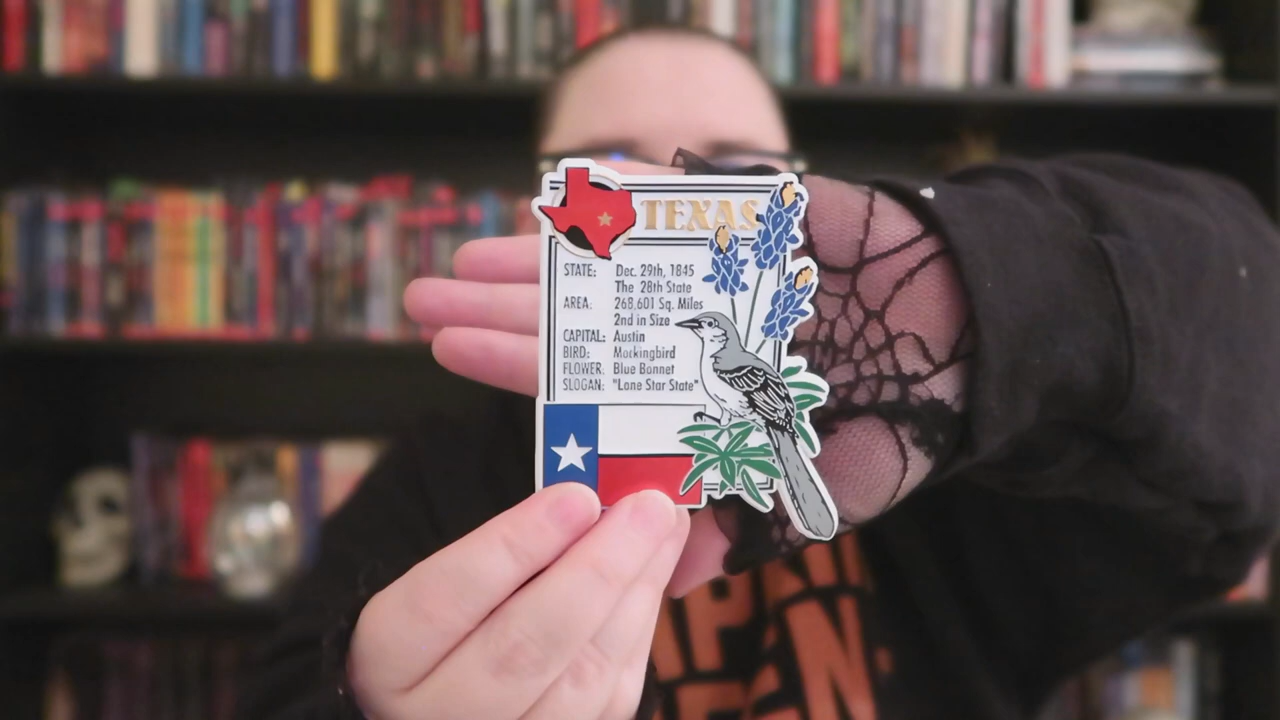 TEXAS
STATE: Dec. 29th, 1845
The 28th State
AREA: 268,601 Sq. Miles
2nd in Size
CAPITAL: Austin
BIRD: Mockingbird
FLOWER: Blue Bonnet
SLOGAN: "Lone Star State"